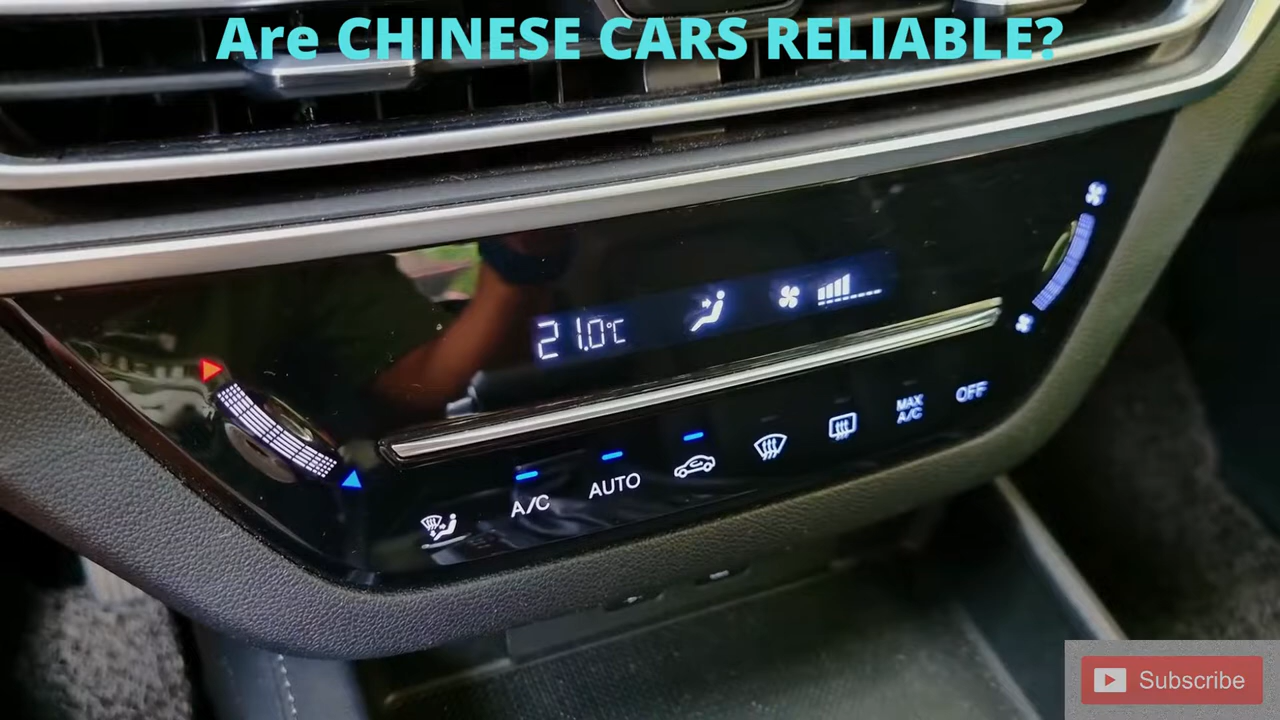 Are CHINESE CARS RELIABLE?
21.0°C
A/C
AUTO
MAX
A/C
OFF
Subscribe